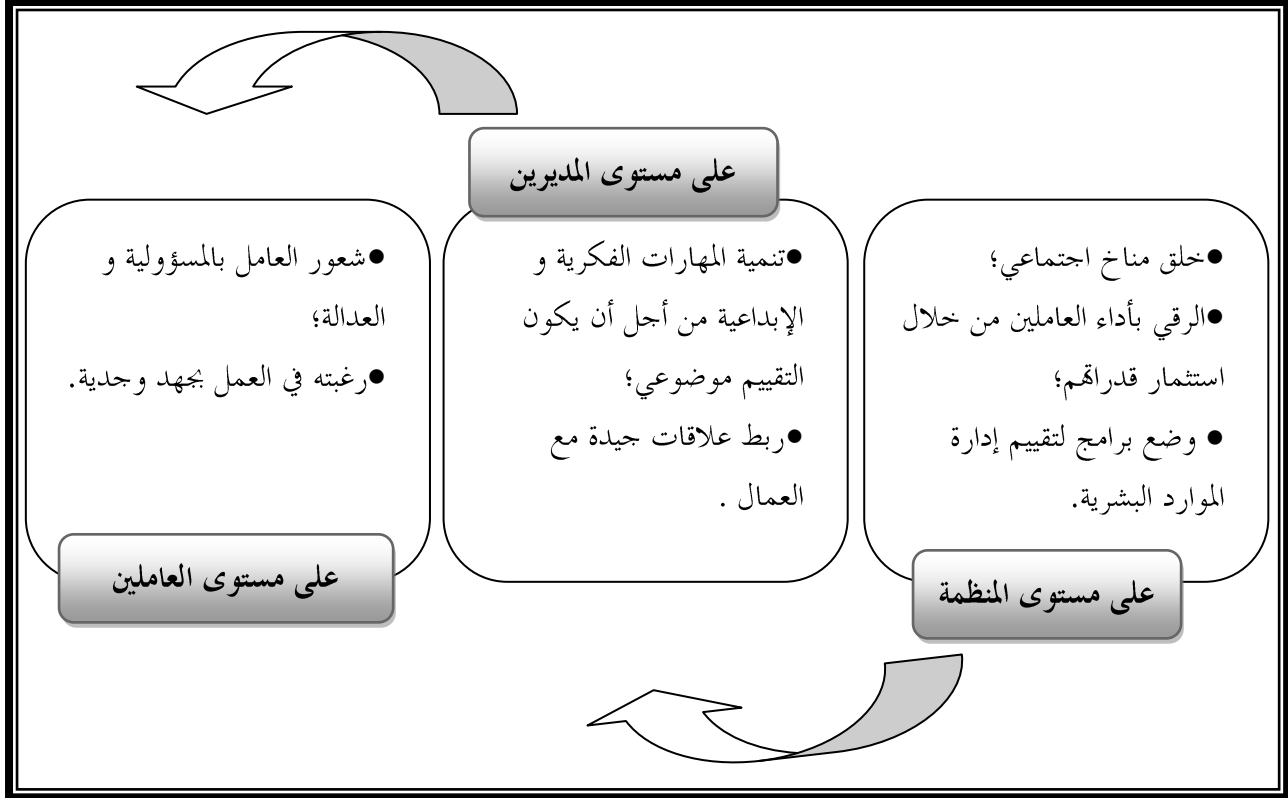 على مستوى المنظمة
●خلق مناخ اجتماعي؛
●الرقي بأداء العاملين من خلال
استثمار قدراتهم؛
● وضع برامج لتقييم إدارة
الموارد البشرية.
على مستوى المديرين
●تنمية المهارات الفكرية و
الإبداعية من أجل أن يكون
التقييم موضوعي؛
●ربط علاقات جيدة مع
العمال .
على مستوى العاملين
●شعور العامل بالمسؤولية و
العدالة؛
●رغبته في العمل بجهد وجدية.